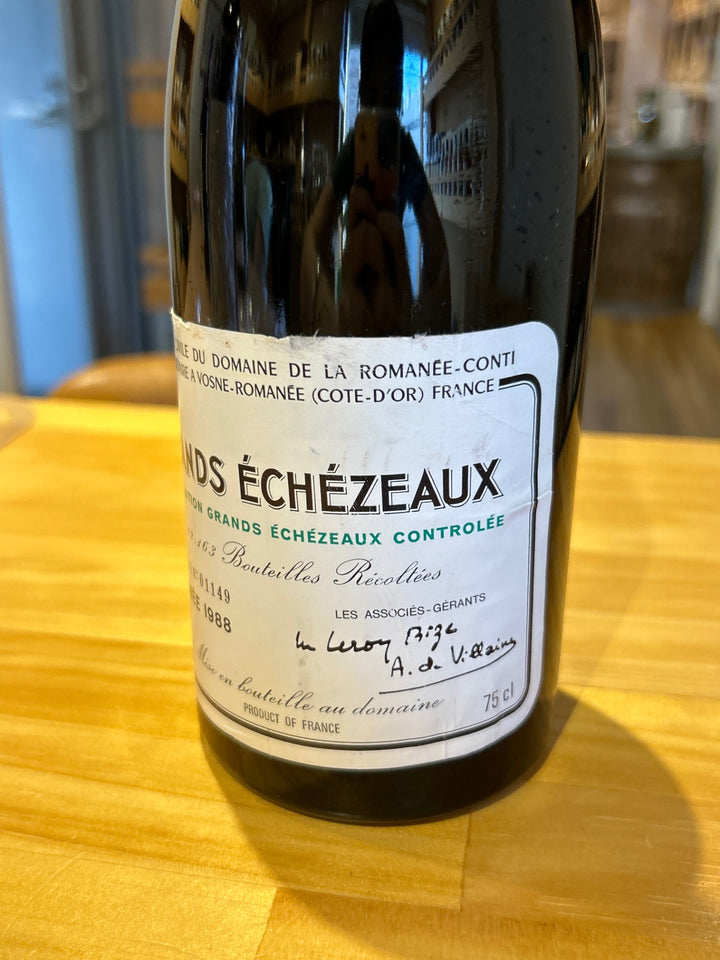 DU DOMAINE DE LA ROMANÉE-CONTI
A VOSNE-ROMANÉE (COTE-D'OR) FRANCE
NDS ÉCHÉZEAUX
TION GRANDS ÉCHÉZEAUX CONTROLÉE
Bouteilles Récoltées
N° 01149
LES ASSOCIÉS-GÉRANTS
ÉE 1988
Leroy Bize
A. de Villaine
Mise en bouteille au domaine
75 cl
PRODUCT OF FRANCE